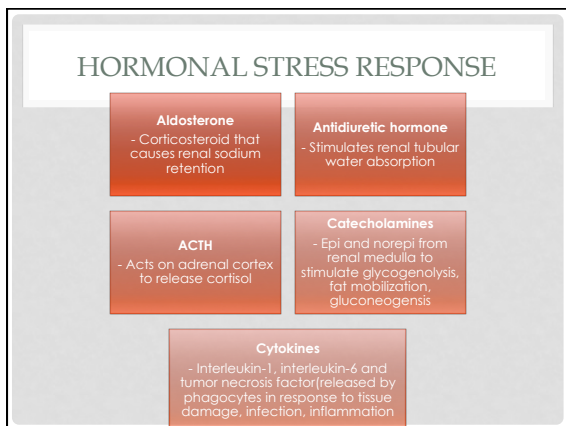 HORMONAL STRESS RESPONSE
Aldosterone
- Corticosteroid that
causes renal sodium
retention
Antidiuretic hormone
- Stimulates renal tubular
water absorption
ACTH
- Acts on adrenal cortex
to release cortisol
Catecholamines
- Epi and norepi from
renal medulla to
stimulate glycogenolysis,
fat mobilization,
gluconeogensis
Cytokines
- Interleukin-1, interleukin-6 and
tumor necrosis factor(released by
phagocytes in response to tissue
damage, infection, inflammation